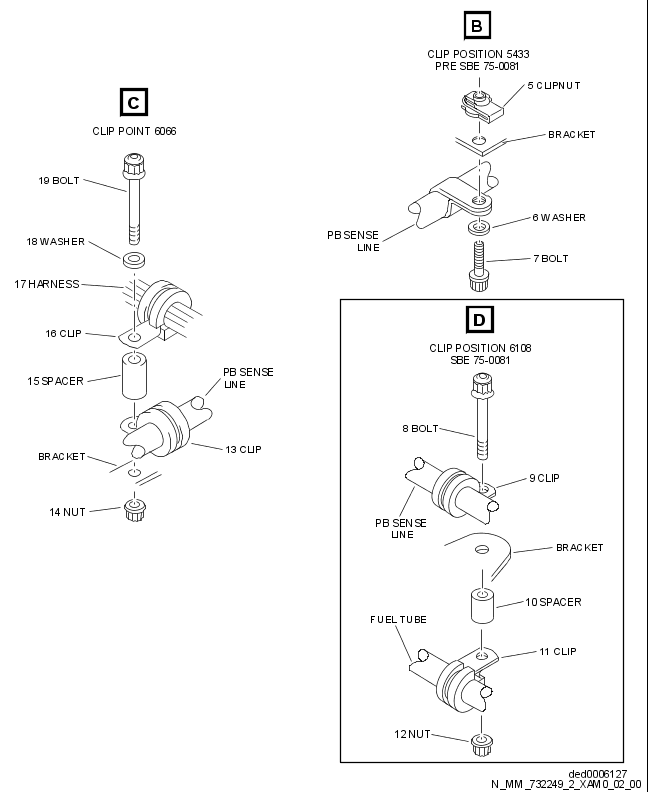 B
CLIP POSITION 5433
PRE SBE 75-0081
5 CLIPNUT
BRACKET
PB SENSE
LINE
6 WASHER
7 BOLT
C
CLIP POINT 6066
19 BOLT
18 WASHER
17 HARNESS
16 CLIP
15 SPACER
PB SENSE
LINE
13 CLIP
BRACKET
14 NUT
D
CLIP POSITION 6108
SBE 75-0081
8 BOLT
9 CLIP
PB SENSE
LINE
BRACKET
10 SPACER
FUEL TUBE
11 CLIP
12 NUT
ded0006127
N_MM_732249_2_XAM0_02_00